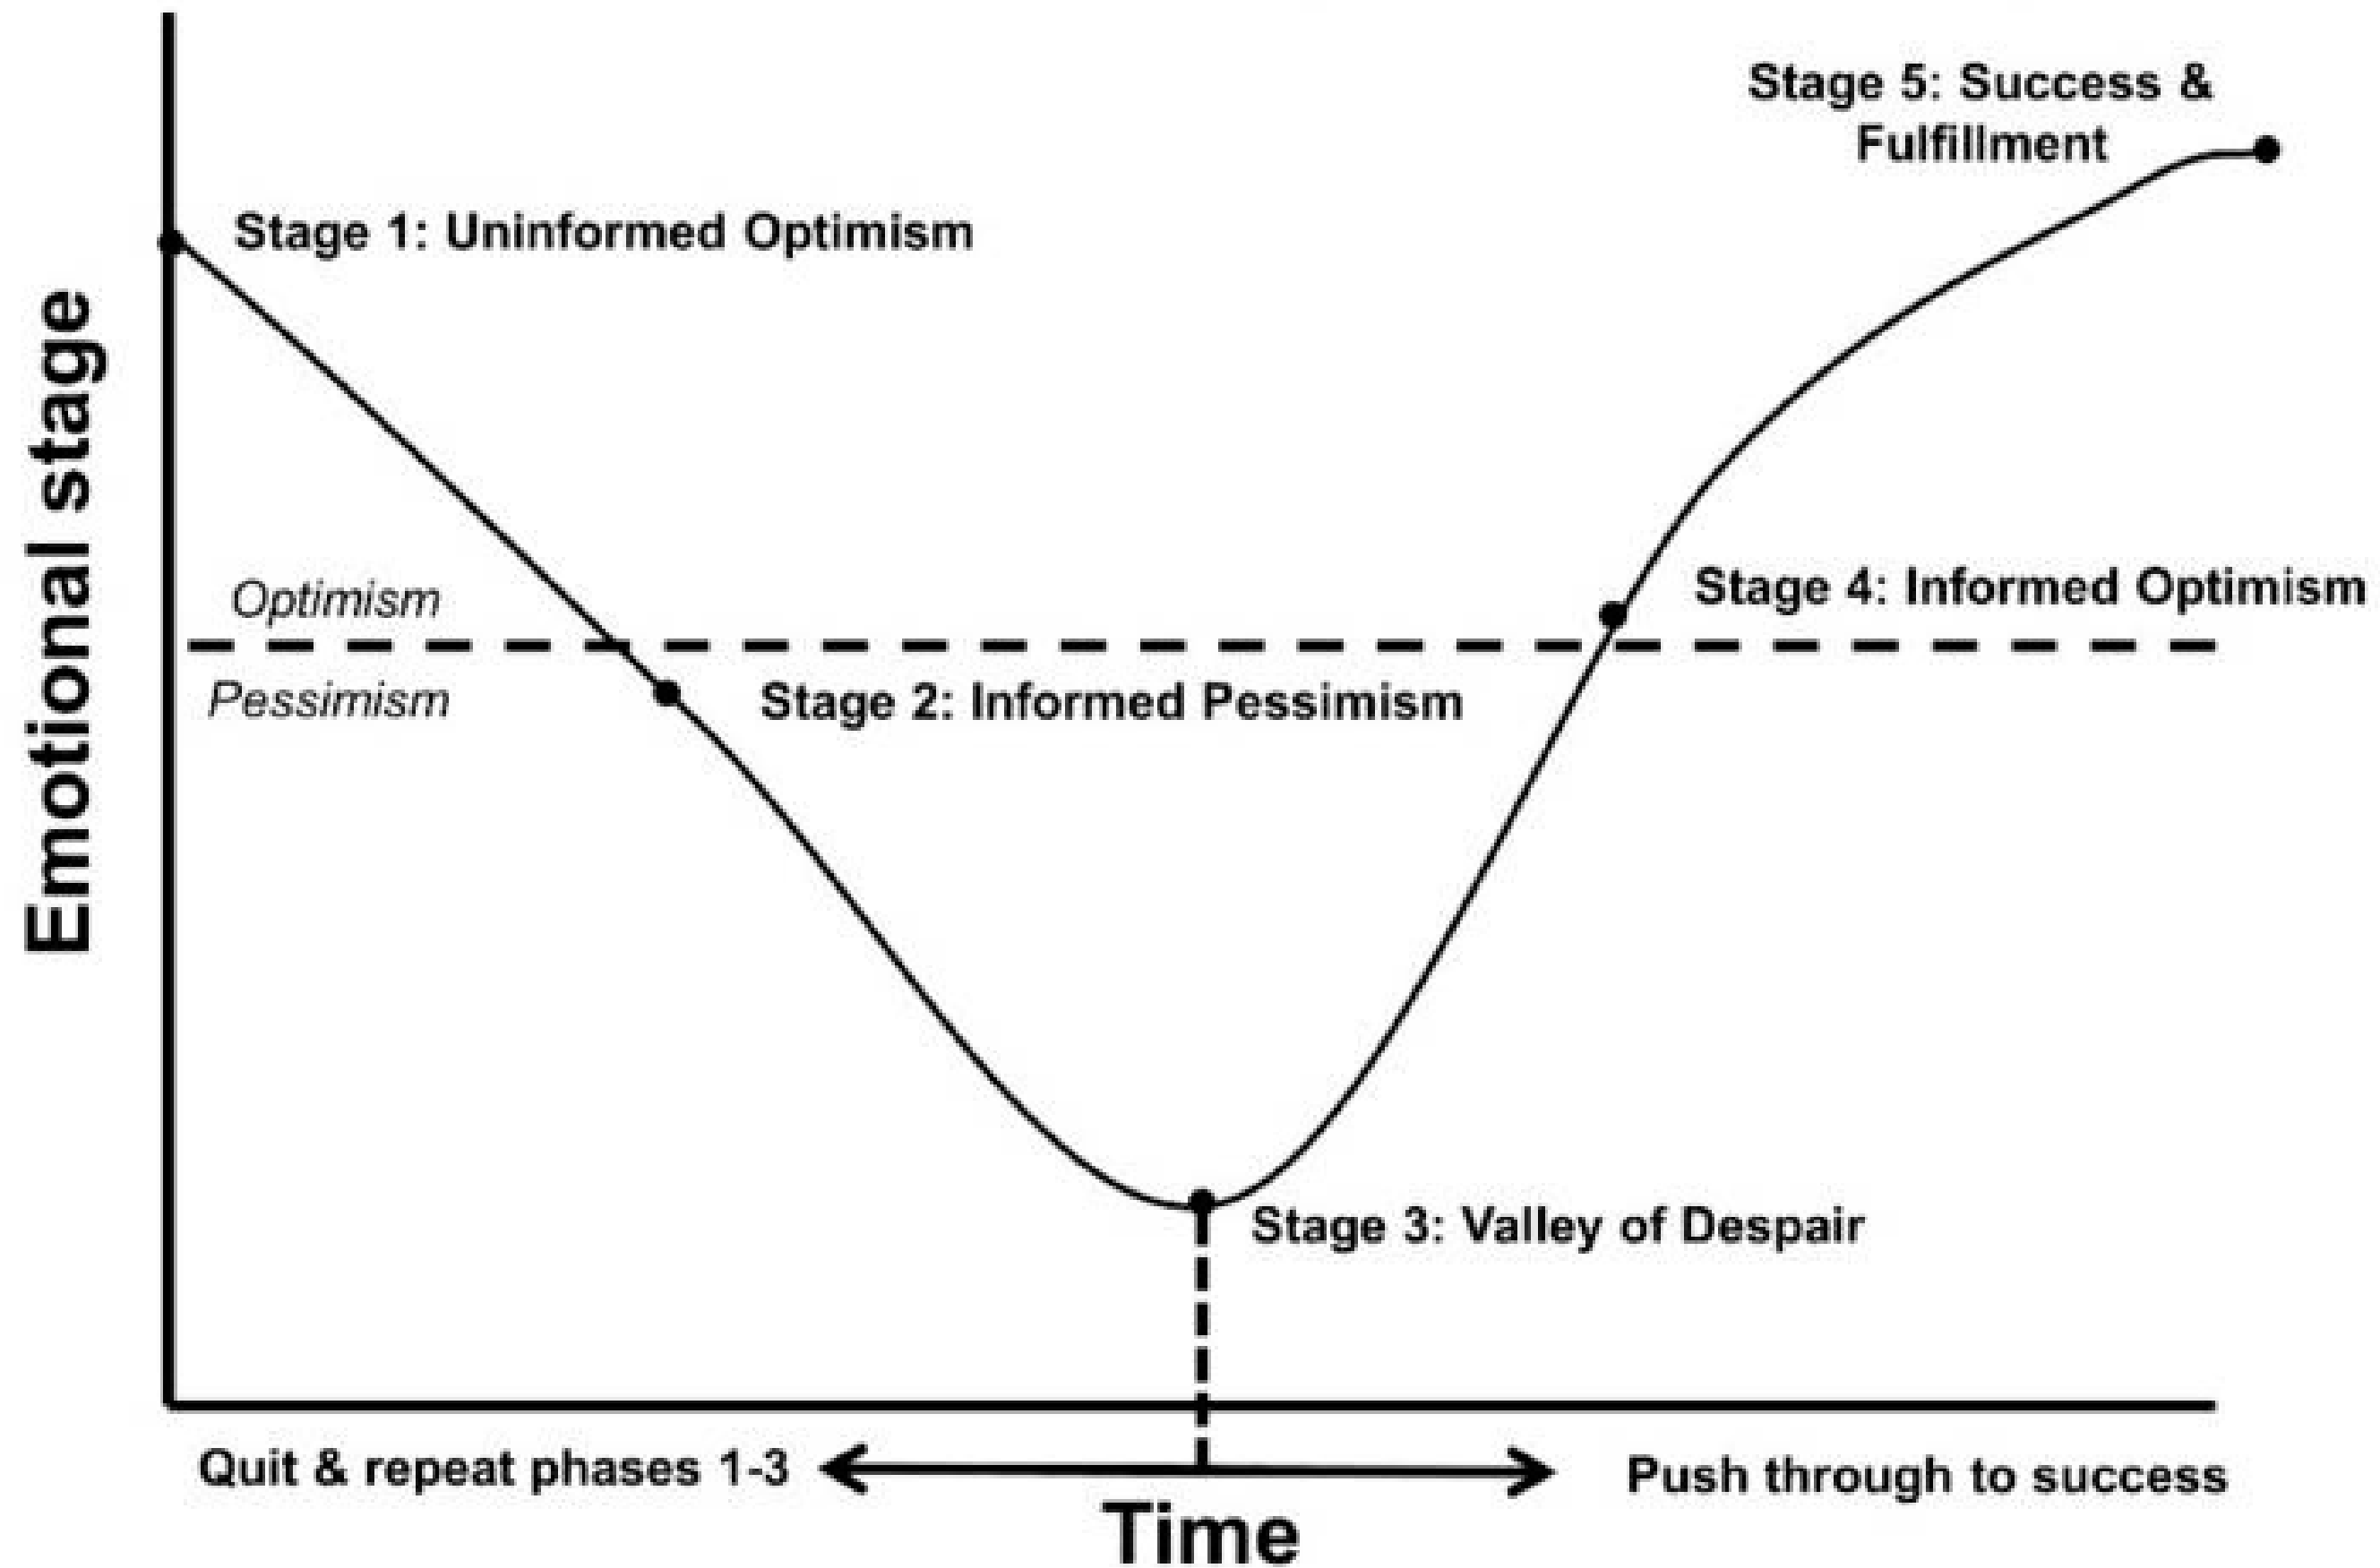 Stage 5: Success &
Fulfillment
Stage 1: Uninformed Optimism
Emotional stage
Optimism
Stage 4: Informed Optimism
Pessimism
Stage 2: Informed Pessimism
Stage 3: Valley of Despair
Quit & repeat phases 1-3
Push through to success
Time